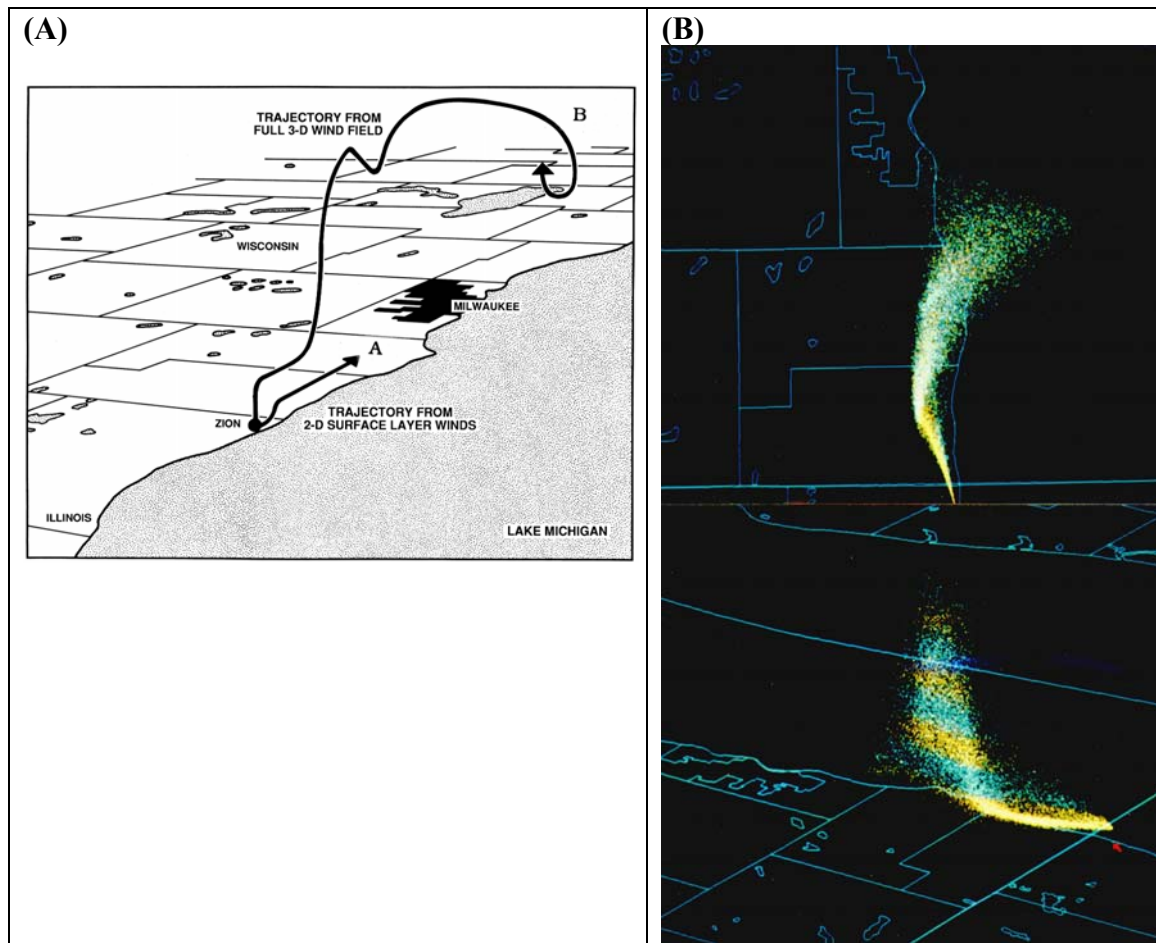 (A)
(B)
TRAJECTORY FROM
FULL 3-D WIND FIELD
B
WISCONSIN
MILWAUKEE
A
ZION
TRAJECTORY FROM
2-D SURFACE LAYER WINDS
ILLINOIS
LAKE MICHIGAN